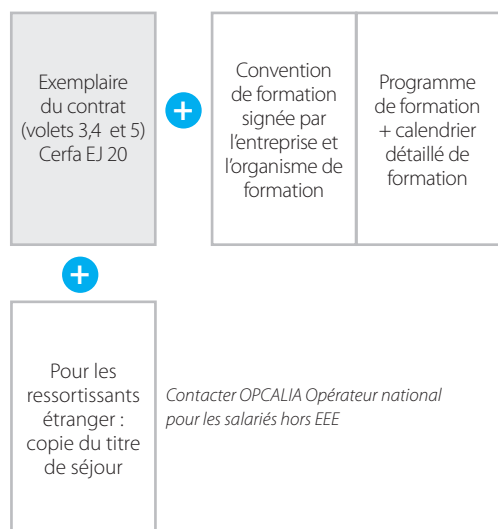 Exemplaire
du contrat
(volets 3,4 et 5)
Cerfa EJ 20
+
Convention
de formation
signée par
l'entreprise et
l'organisme de
formation
Programme
de formation
+ calendrier
détaillé de
formation
+
Pour les
ressortissants
étranger :
copie du titre
de séjour
Contacter OPCALIA Opérateur national
pour les salariés hors EEE